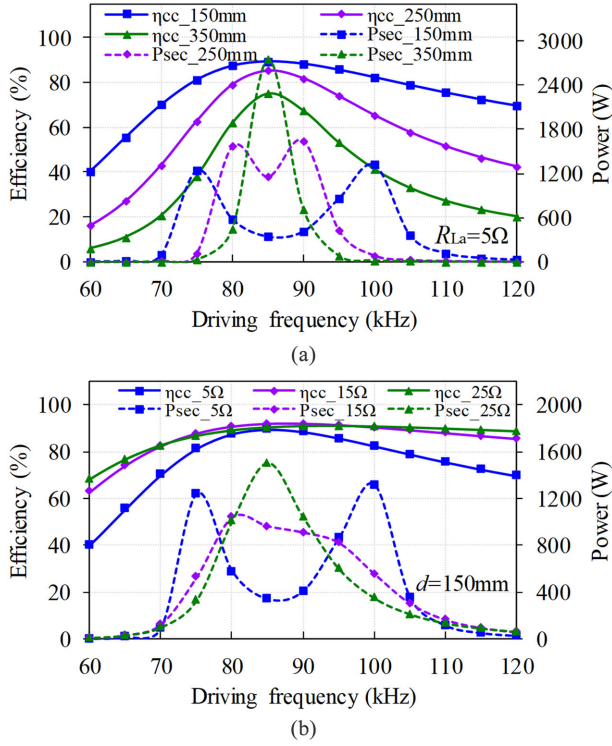 ηcc_150mm ηcc_250mm
ηcc_350mm Psec_150mm
Psec_250mm Psec_350mm
Efficiency (%)
100
80
60
40
20
0
3000
2400
1800
1200
600
0
Power (W)
R_La=5Ω
60 70 80 90 100 110 120
Driving frequency (kHz)
(a)
ηcc_5Ω ηcc_15Ω ηcc_25Ω
Psec_5Ω Psec_15Ω Psec_25Ω
Efficiency (%)
100
80
60
40
20
0
2000
1600
1200
800
400
0
Power (W)
d=150mm
60 70 80 90 100 110 120
Driving frequency (kHz)
(b)